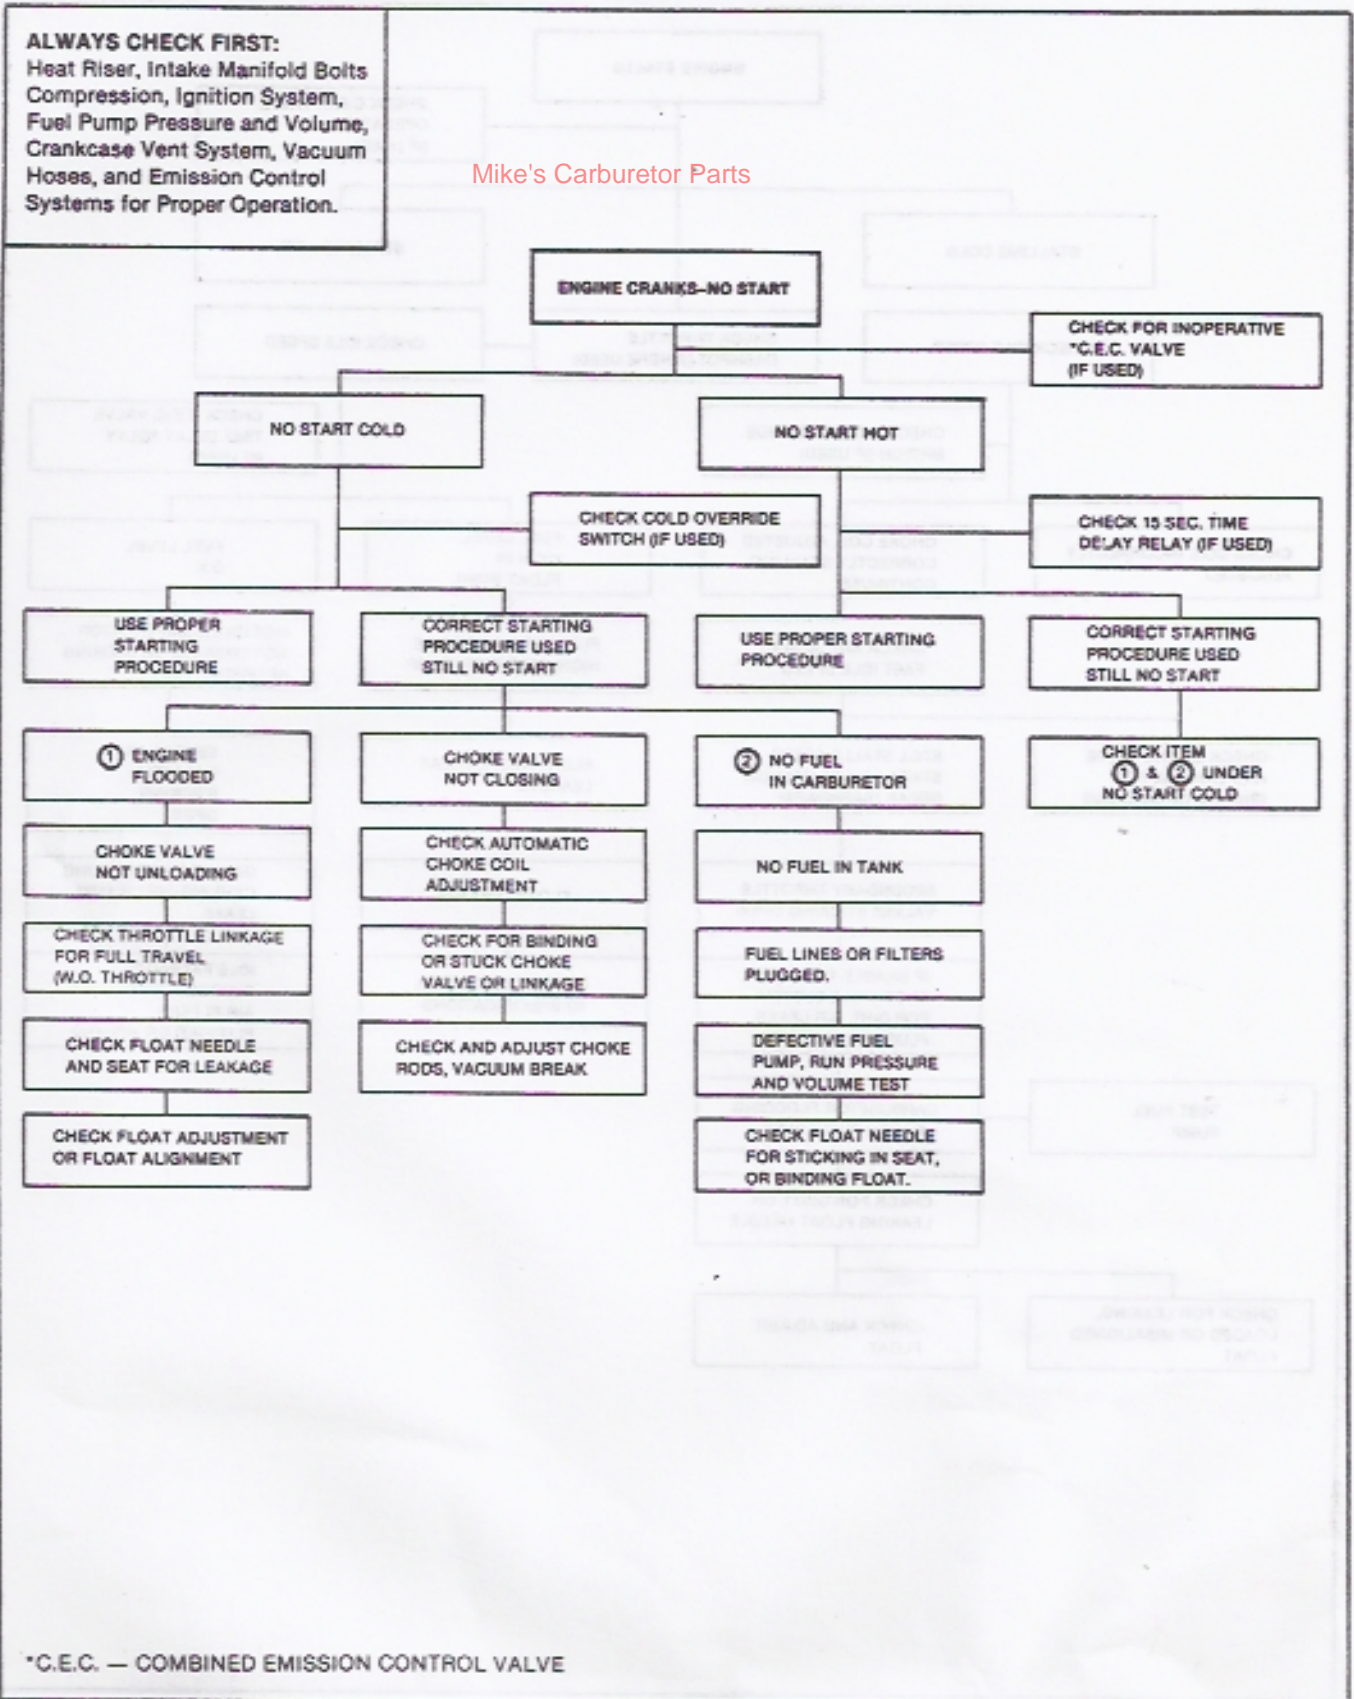 ALWAYS CHECK FIRST:
Heat Riser, Intake Manifold Bolts
Compression, Ignition System,
Fuel Pump Pressure and Volume,
Crankcase Vent System, Vacuum
Hoses, and Emission Control
Systems for Proper Operation.
Mike's Carburetor Parts
ENGINE CRANKS–NO START
CHECK FOR INOPERATIVE
*C.E.C. VALVE
(IF USED)
NO START COLD
NO START HOT
CHECK COLD OVERRIDE
SWITCH (IF USED)
CHECK 15 SEC. TIME
DELAY RELAY (IF USED)
USE PROPER
STARTING
PROCEDURE
CORRECT STARTING
PROCEDURE USED
STILL NO START
USE PROPER STARTING
PROCEDURE
CORRECT STARTING
PROCEDURE USED
STILL NO START
① ENGINE
FLOODED
CHOKE VALVE
NOT CLOSING
② NO FUEL
IN CARBURETOR
CHECK ITEM
① & ② UNDER
NO START COLD
CHOKE VALVE
NOT UNLOADING
CHECK AUTOMATIC
CHOKE COIL
ADJUSTMENT
NO FUEL IN TANK
CHECK THROTTLE LINKAGE
FOR FULL TRAVEL
(W.O. THROTTLE)
CHECK FOR BINDING
OR STUCK CHOKE
VALVE OR LINKAGE
FUEL LINES OR FILTERS
PLUGGED.
CHECK FLOAT NEEDLE
AND SEAT FOR LEAKAGE
CHECK AND ADJUST CHOKE
RODS, VACUUM BREAK
DEFECTIVE FUEL
PUMP, RUN PRESSURE
AND VOLUME TEST
CHECK FLOAT ADJUSTMENT
OR FLOAT ALIGNMENT
CHECK FLOAT NEEDLE
FOR STICKING IN SEAT,
OR BINDING FLOAT.
*C.E.C. — COMBINED EMISSION CONTROL VALVE